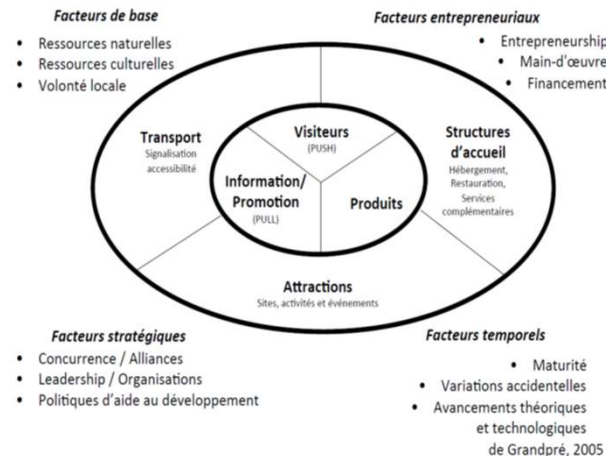 Facteurs de base
• Ressources naturelles
• Ressources culturelles
• Volonté locale
Facteurs entrepreneuriaux
• Entrepreneurship
• Main-d'œuvre
• Financement
Transport
Signalisation
accessibilité
Visiteurs
(PUSH)
Information/
Promotion
(PULL)
Produits
Structures
d'accueil
Hébergement,
Restauration,
Services
complémentaires
Attractions
Sites, activités et événements
Facteurs stratégiques
• Concurrence / Alliances
• Leadership / Organisations
• Politiques d'aide au développement
Facteurs temporels
• Maturité
• Variations accidentelles
• Avancements théoriques
et technologiques
de Grandpré, 2005